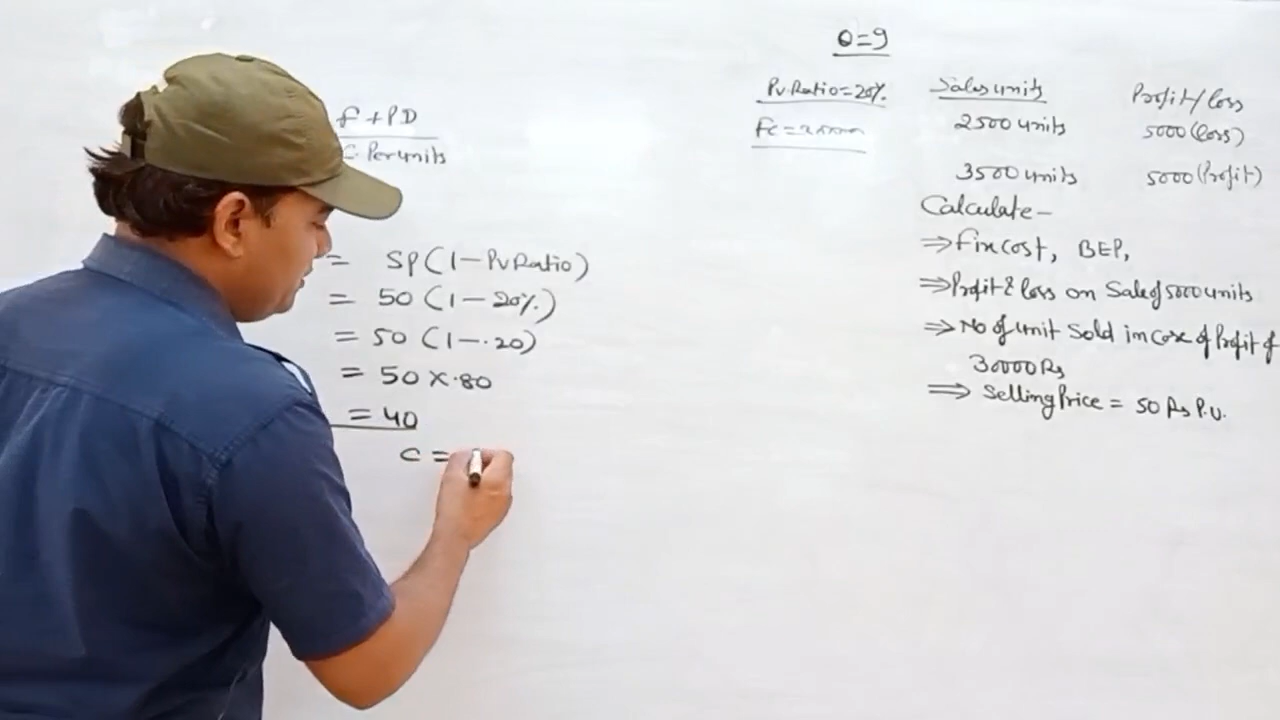 F + PD
C Per units
= SP (1 - PV Ratio)
= 50 (1 - 20%)
= 50 (1 - .20)
= 50 x .80
= 40
C =
Q=9
PV Ratio = 20%
FC =
Sales units
Profit / loss
2500 units
5000 (loss)
3500 units
5000 (Profit)
Calculate -
⇒ Fix cost, BEP,
⇒ Profit & loss on Sale of 5000 units
⇒ No of unit Sold in Case of Profit of
30000 Rs
⇒ Selling Price = 50 Rs P.U.